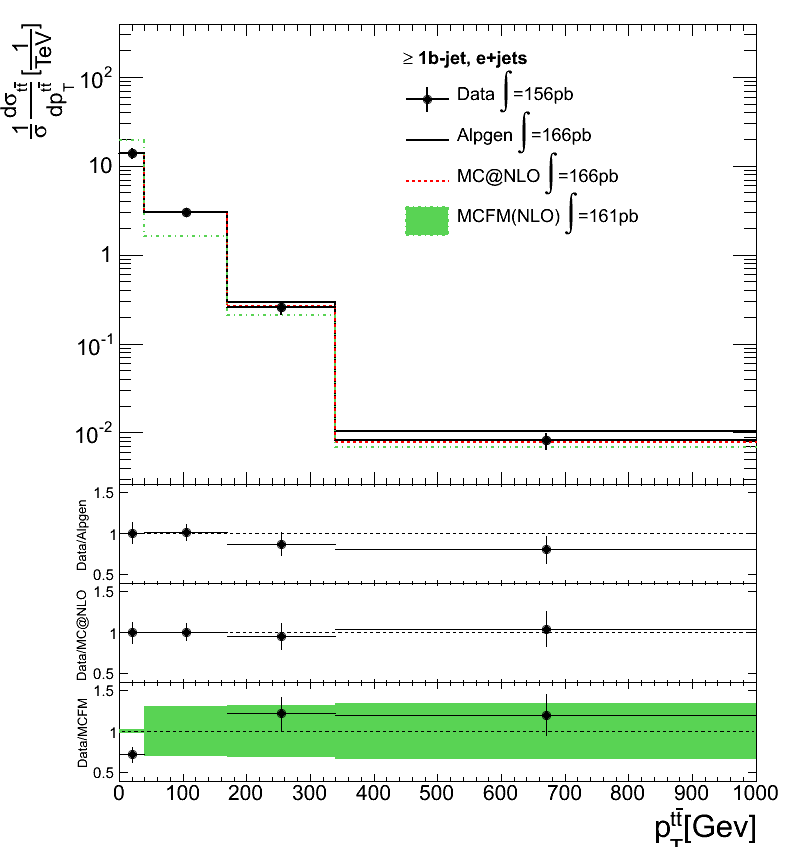 1/σ dσ^tt̄/dp_T^tt̄ [1/TeV]
≥ 1b-jet, e+jets
Data ∫=156pb
Alpgen ∫=166pb
MC@NLO ∫=166pb
MCFM(NLO) ∫=161pb
10²
10
1
10⁻¹
10⁻²
Data/Alpgen
1.5
1
0.5
Data/MC@NLO
1.5
1
0.5
Data/MCFM
1.5
1
0.5
0 100 200 300 400 500 600 700 800 900 1000
p_T^tt̄[Gev]